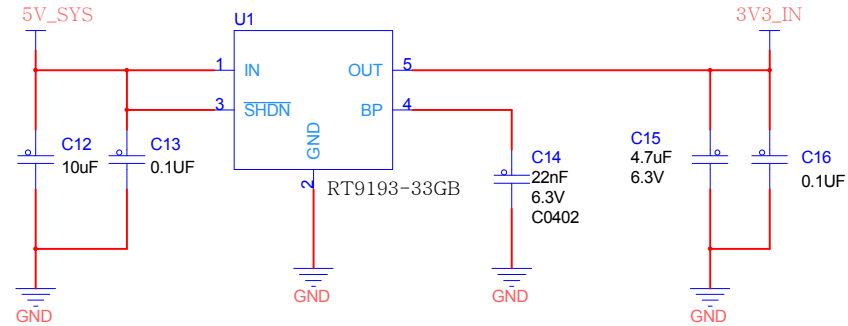 5V_SYS
U1
3V3_IN
1
IN
OUT
5
3
SHDN
BP
4
GND
2
RT9193-33GB
C12
10uF
C13
0.1UF
C14
22nF
6.3V
C0402
C15
4.7uF
6.3V
C16
0.1UF
GND
GND
GND
GND